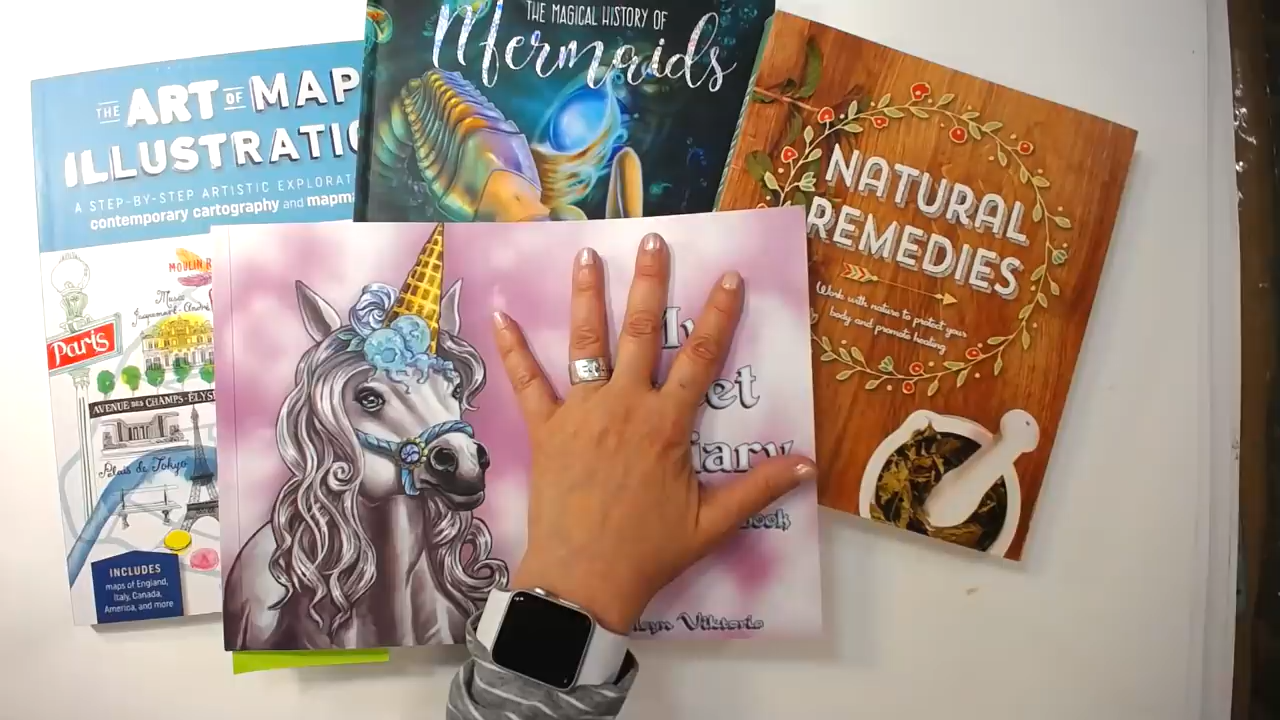 THE ART OF MAP
ILLUSTRATIO
A STEP-BY-STEP ARTISTIC EXPLORAT
contemporary cartography and mapm
MOULIN R
Musée
Jacquemart-André
Paris
AVENUE DES CHAMPS-ÉLYS
Palais de Tokyo
INCLUDES
maps of England,
Italy, Canada,
America, and more
THE MAGICAL HISTORY OF
Mermaids
NATURAL
REMEDIES
Work with nature to protect your
body and promote healing
My
et
iary
ook
Viktoria